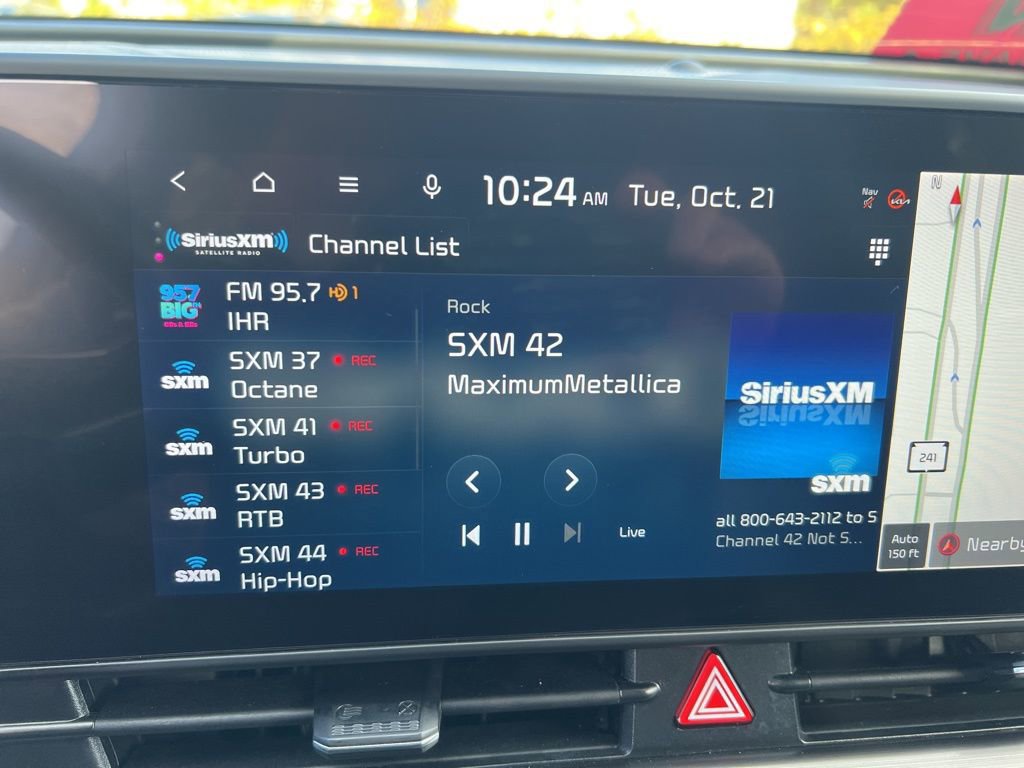 10:24 AM Tue, Oct. 21
Nav
N
SiriusXM
SATELLITE RADIO
Channel List
957
BIG FM
FM 95.7 HD 1
IHR
sxm
SXM 37 REC
Octane
sxm
SXM 41 REC
Turbo
sxm
SXM 43 REC
RTB
sxm
SXM 44 REC
Hip-Hop
Rock
SXM 42
MaximumMetallica
Live
SiriusXM
sxm
all 800-643-2112 to S
Channel 42 Not S...
241
Auto
150 ft
Nearby